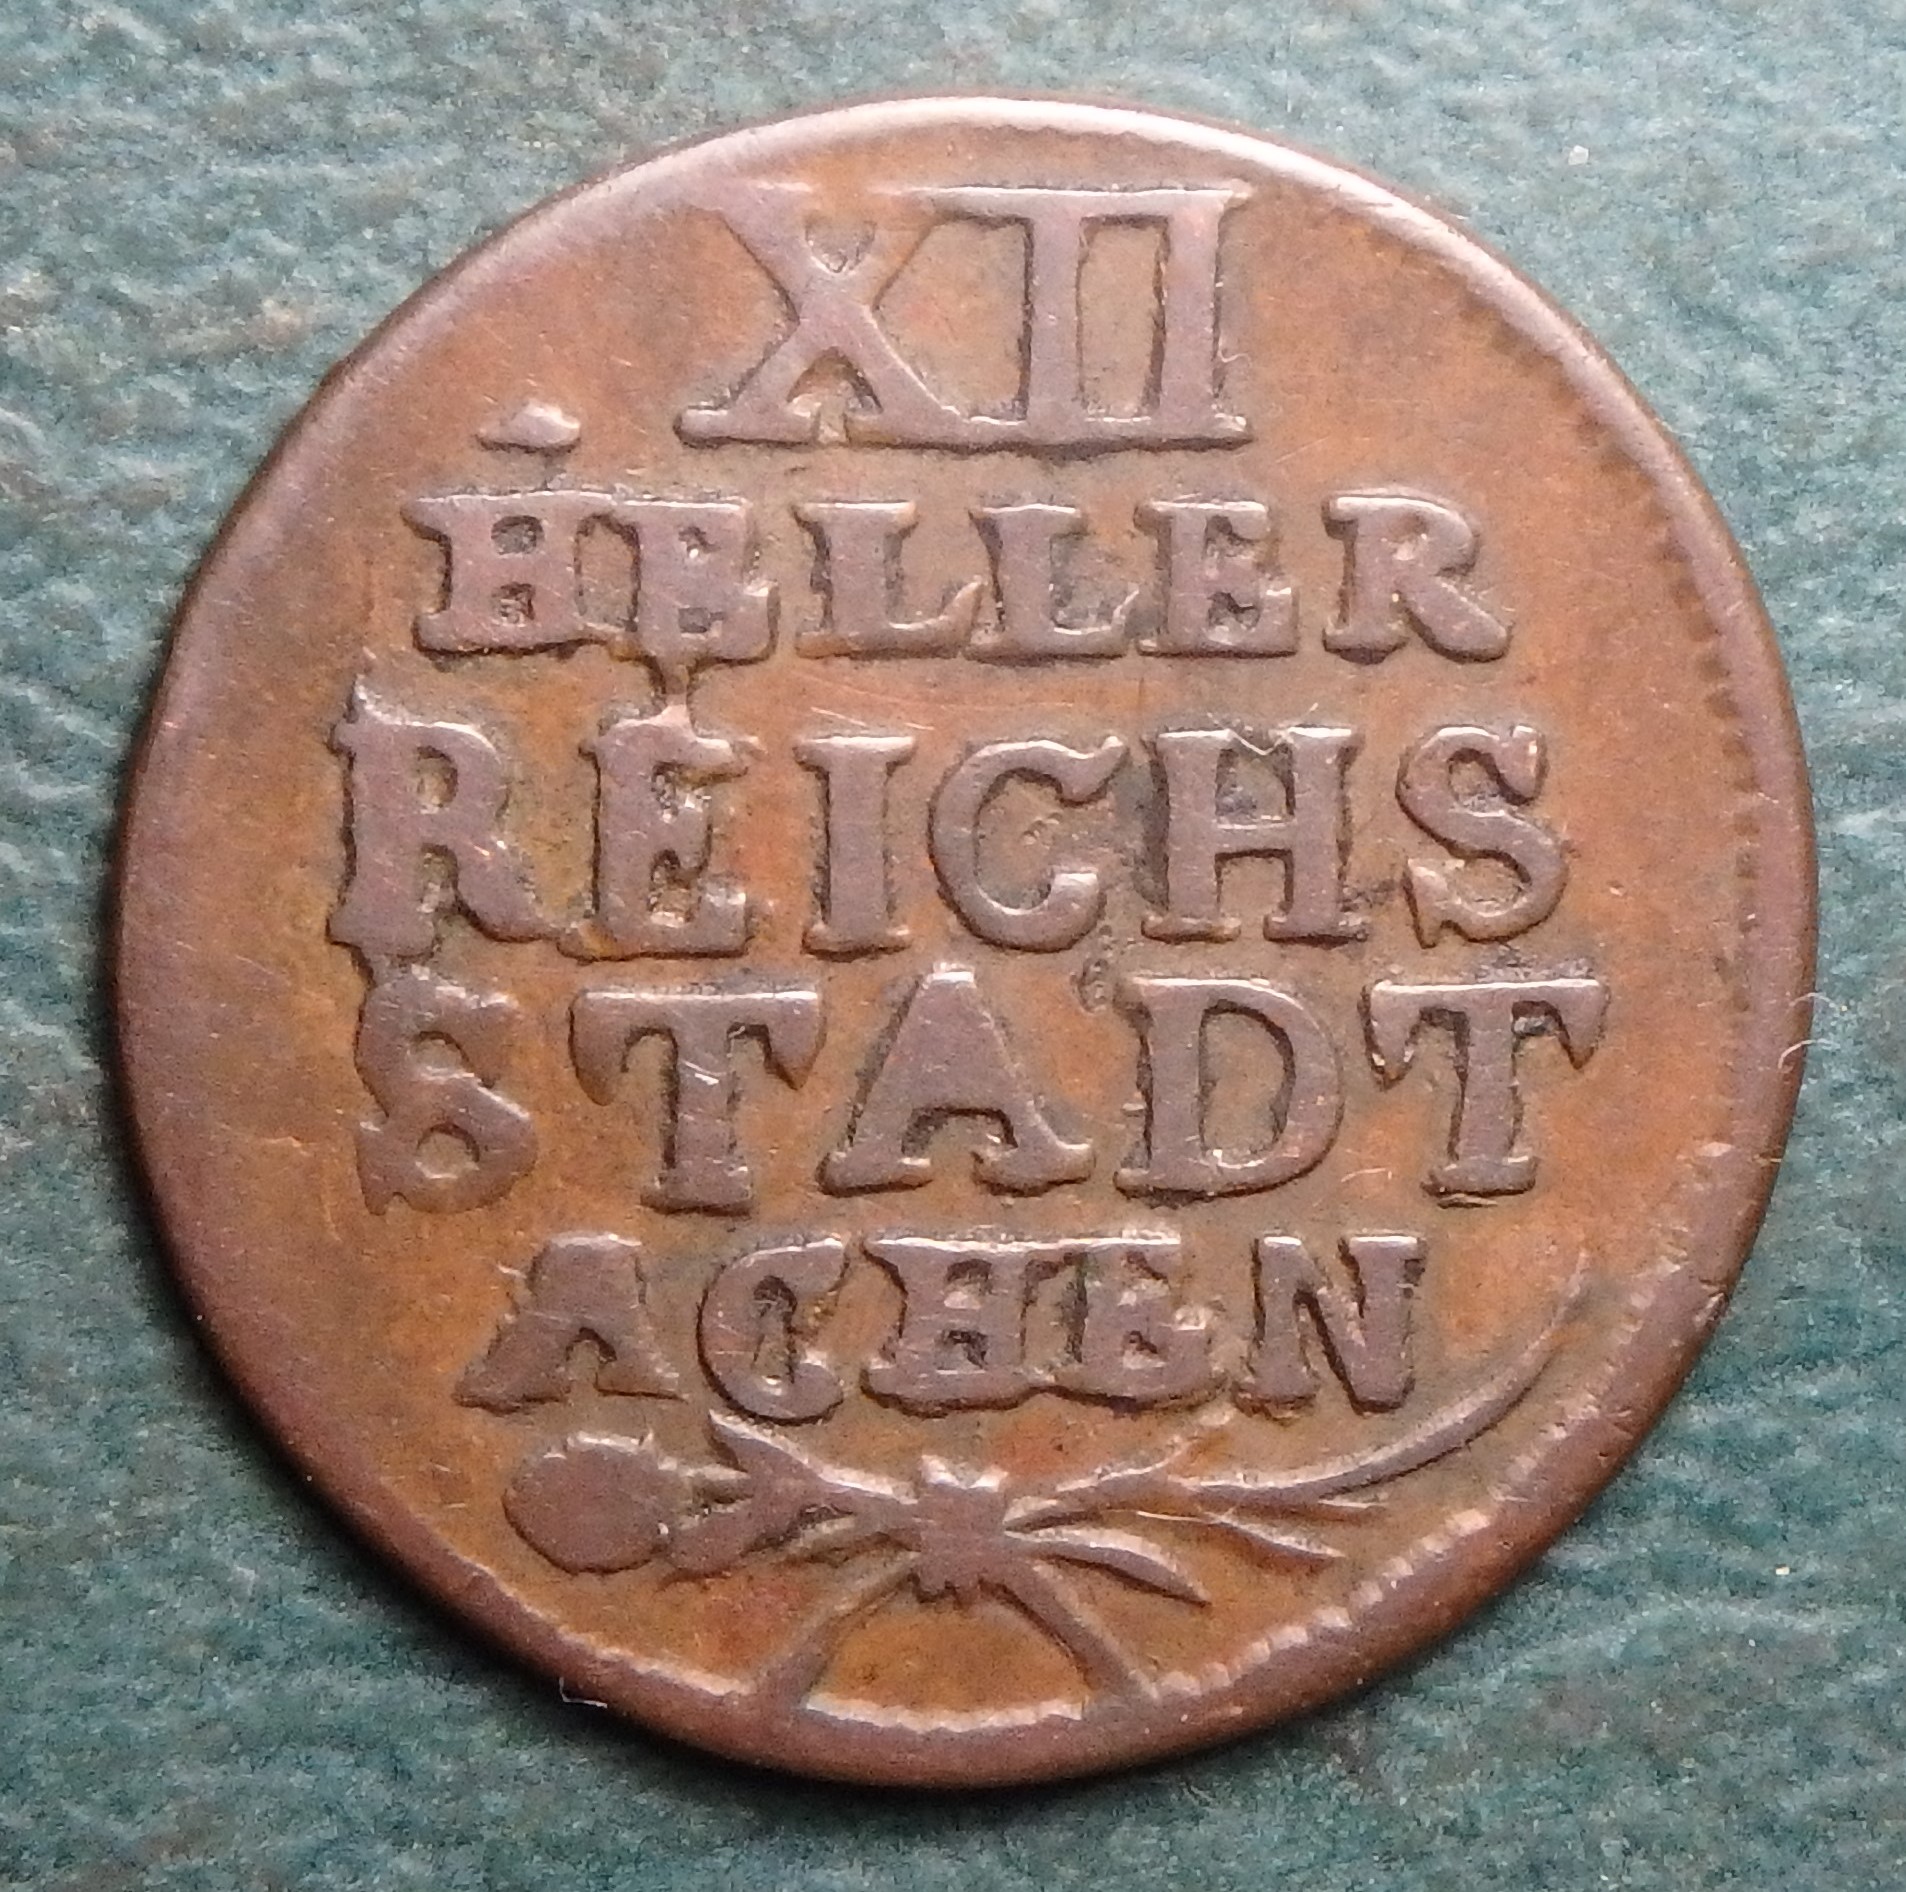 XII
HELLER
REICHS
STADT
ACHEN